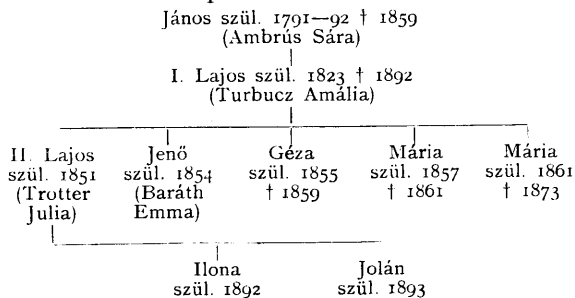 János szül. 1791—92 † 1859
(Ambrús Sára)
I. Lajos szül. 1823 † 1892
(Turbucz Amália)
II. Lajos Jenő Géza Mária Mária
szül. 1851 szül. 1854 szül. 1855 szül. 1857 szül. 1861
(Trotter (Baráth † 1859 † 1861 † 1873
Julia) Emma)
Ilona Jolán
szül. 1892 szül. 1893